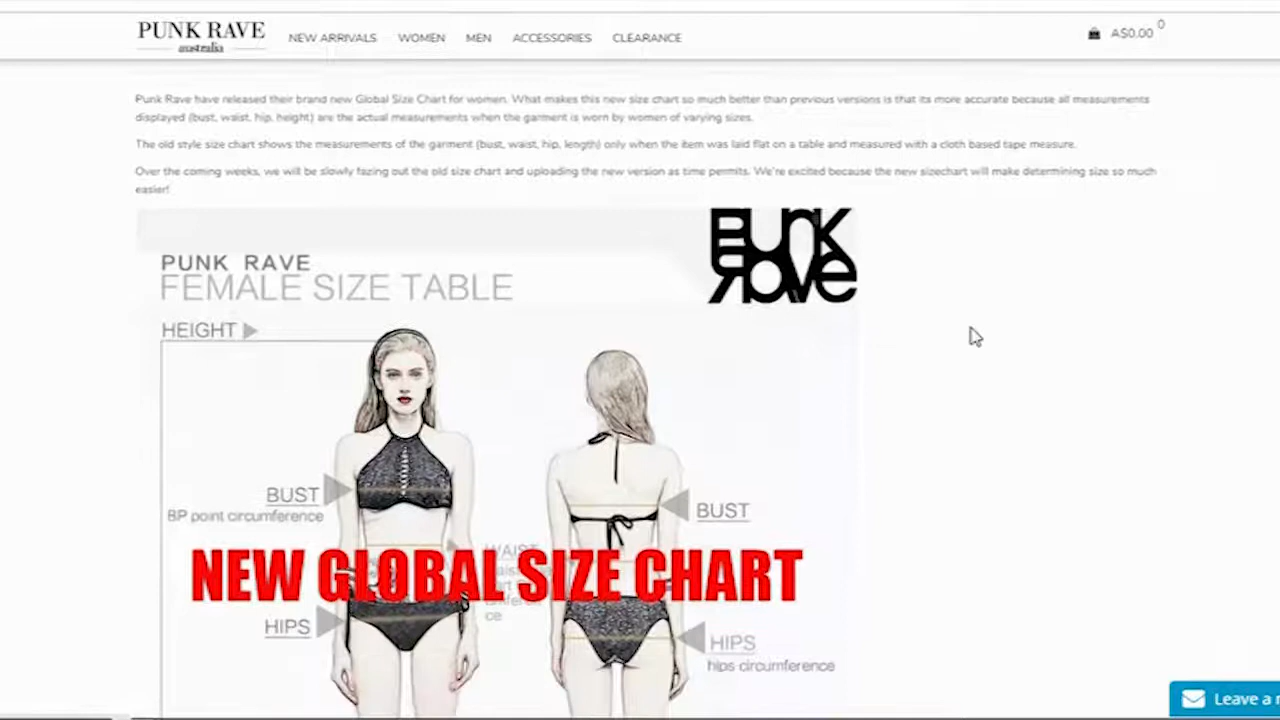 PUNK RAVE
australia
NEW ARRIVALS WOMEN MEN ACCESSORIES CLEARANCE
A$0.00 0
Punk Rave have released their brand new Global Size Chart for women. What makes this new size chart so much better than previous versions is that its more accurate because all measurements
displayed (bust, waist, hip, height) are the actual measurements when the garment is worn by women of varying sizes.
The old style size chart shows the measurements of the garment (bust, waist, hip, length) only when the item was laid flat on a table and measured with a cloth based tape measure.
Over the coming weeks, we will be slowly fazing out the old size chart and uploading the new version as time permits. We're excited because the new sizechart will make determining size so much
easier!
PUNK RAVE
PUNK RAVE
FEMALE SIZE TABLE
HEIGHT
BUST
BP point circumference
BUST
WAIST
NEW GLOBAL SIZE CHART
ce
HIPS
HIPS
hips circumference
Leave a